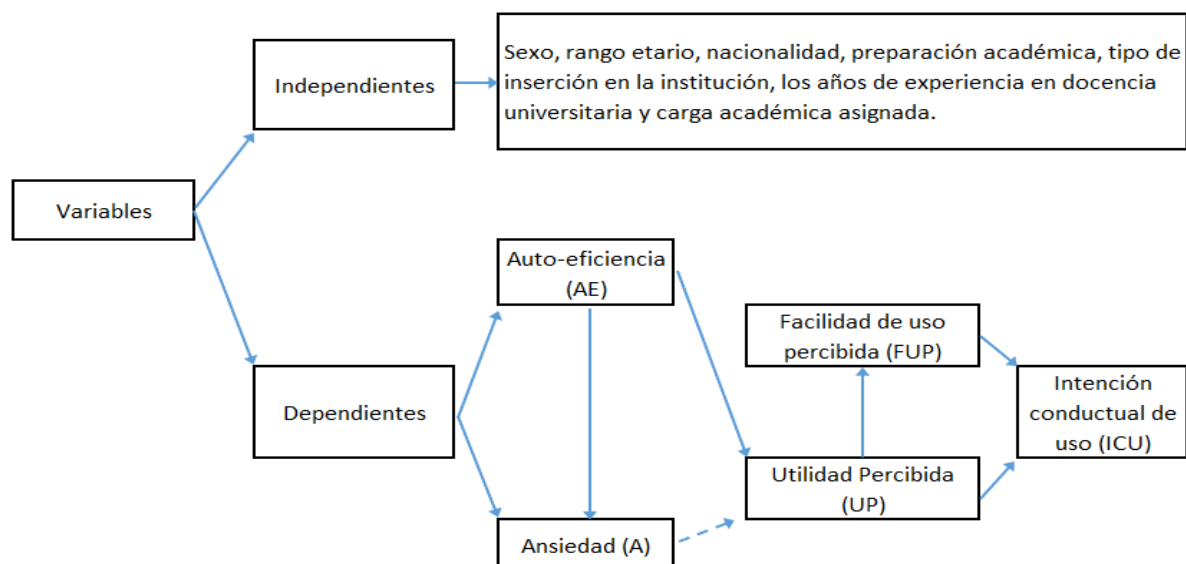 Variables
Independientes
Sexo, rango etario, nacionalidad, preparación académica, tipo de
inserción en la institución, los años de experiencia en docencia
universitaria y carga académica asignada.
Dependientes
Auto-eficiencia
(AE)
Ansiedad (A)
Facilidad de uso
percibida (FUP)
Utilidad Percibida
(UP)
Intención
conductual de
uso (ICU)